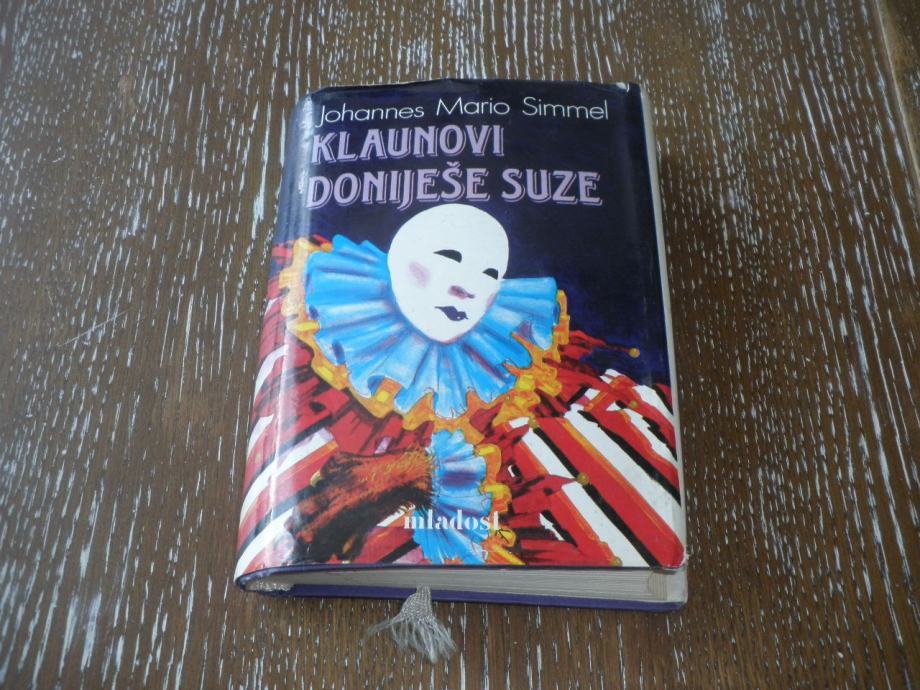 Johannes Mario Simmel
KLAUNOVI
DONIJEŠE SUZE
mladost